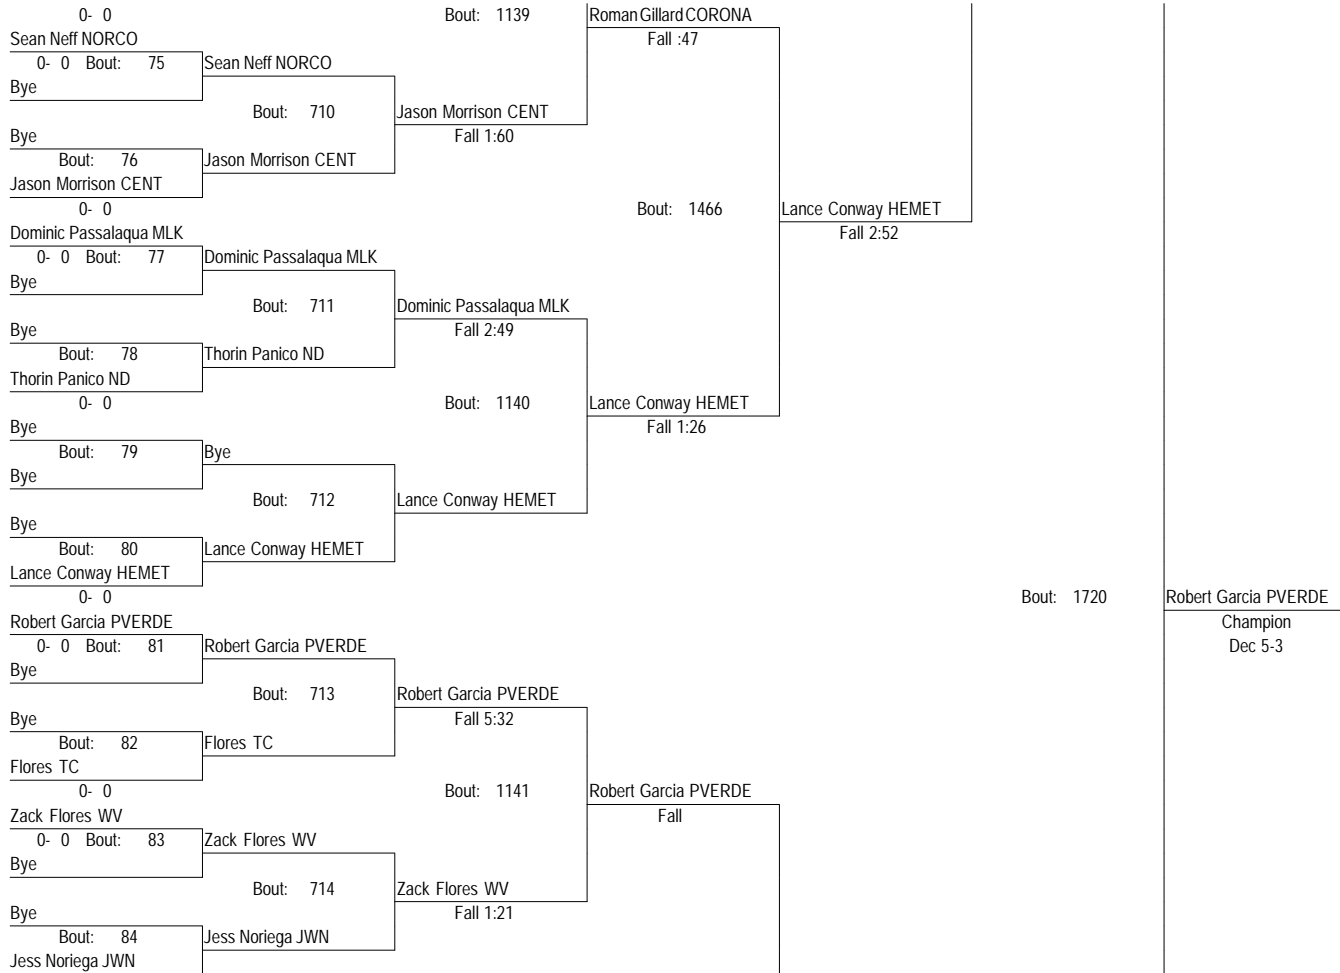 0- 0 Bout: 1139 Roman Gillard CORONA
Sean Neff NORCO Fall :47
0- 0 Bout: 75 Sean Neff NORCO
Bye
Bout: 710 Jason Morrison CENT
Bye Fall 1:60
Bout: 76 Jason Morrison CENT
Jason Morrison CENT
0- 0 Bout: 1466 Lance Conway HEMET
Dominic Passalaqua MLK Fall 2:52
0- 0 Bout: 77 Dominic Passalaqua MLK
Bye
Bout: 711 Dominic Passalaqua MLK
Bye Fall 2:49
Bout: 78 Thorin Panico ND
Thorin Panico ND
0- 0 Bout: 1140 Lance Conway HEMET
Bye Fall 1:26
Bout: 79 Bye
Bye
Bout: 712 Lance Conway HEMET
Bye
Bout: 80 Lance Conway HEMET
Lance Conway HEMET
0- 0 Bout: 1720 Robert Garcia PVERDE
Robert Garcia PVERDE Champion
0- 0 Bout: 81 Robert Garcia PVERDE Dec 5-3
Bye
Bout: 713 Robert Garcia PVERDE
Bye Fall 5:32
Bout: 82 Flores TC
Flores TC
0- 0 Bout: 1141 Robert Garcia PVERDE
Zack Flores WV Fall
0- 0 Bout: 83 Zack Flores WV
Bye
Bout: 714 Zack Flores WV
Bye Fall 1:21
Bout: 84 Jess Noriega JWN
Jess Noriega JWN